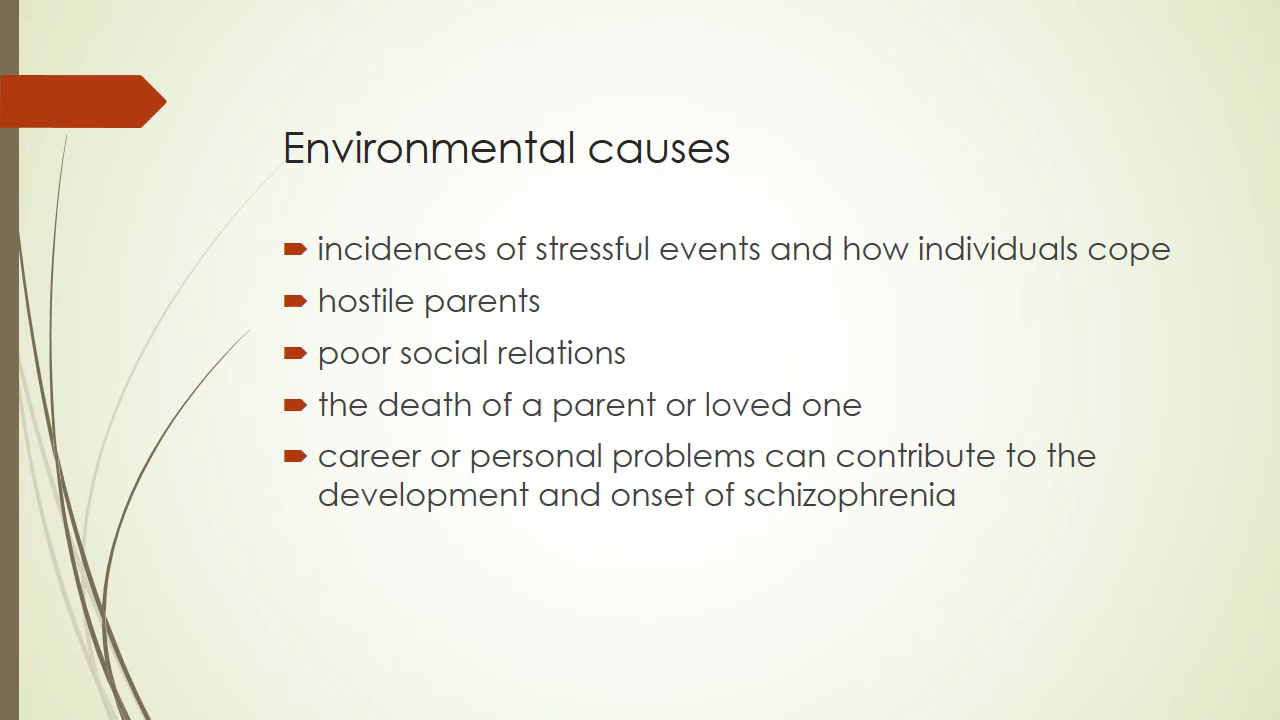 Environmental causes
incidences of stressful events and how individuals cope
hostile parents
poor social relations
the death of a parent or loved one
career or personal problems can contribute to the
development and onset of schizophrenia